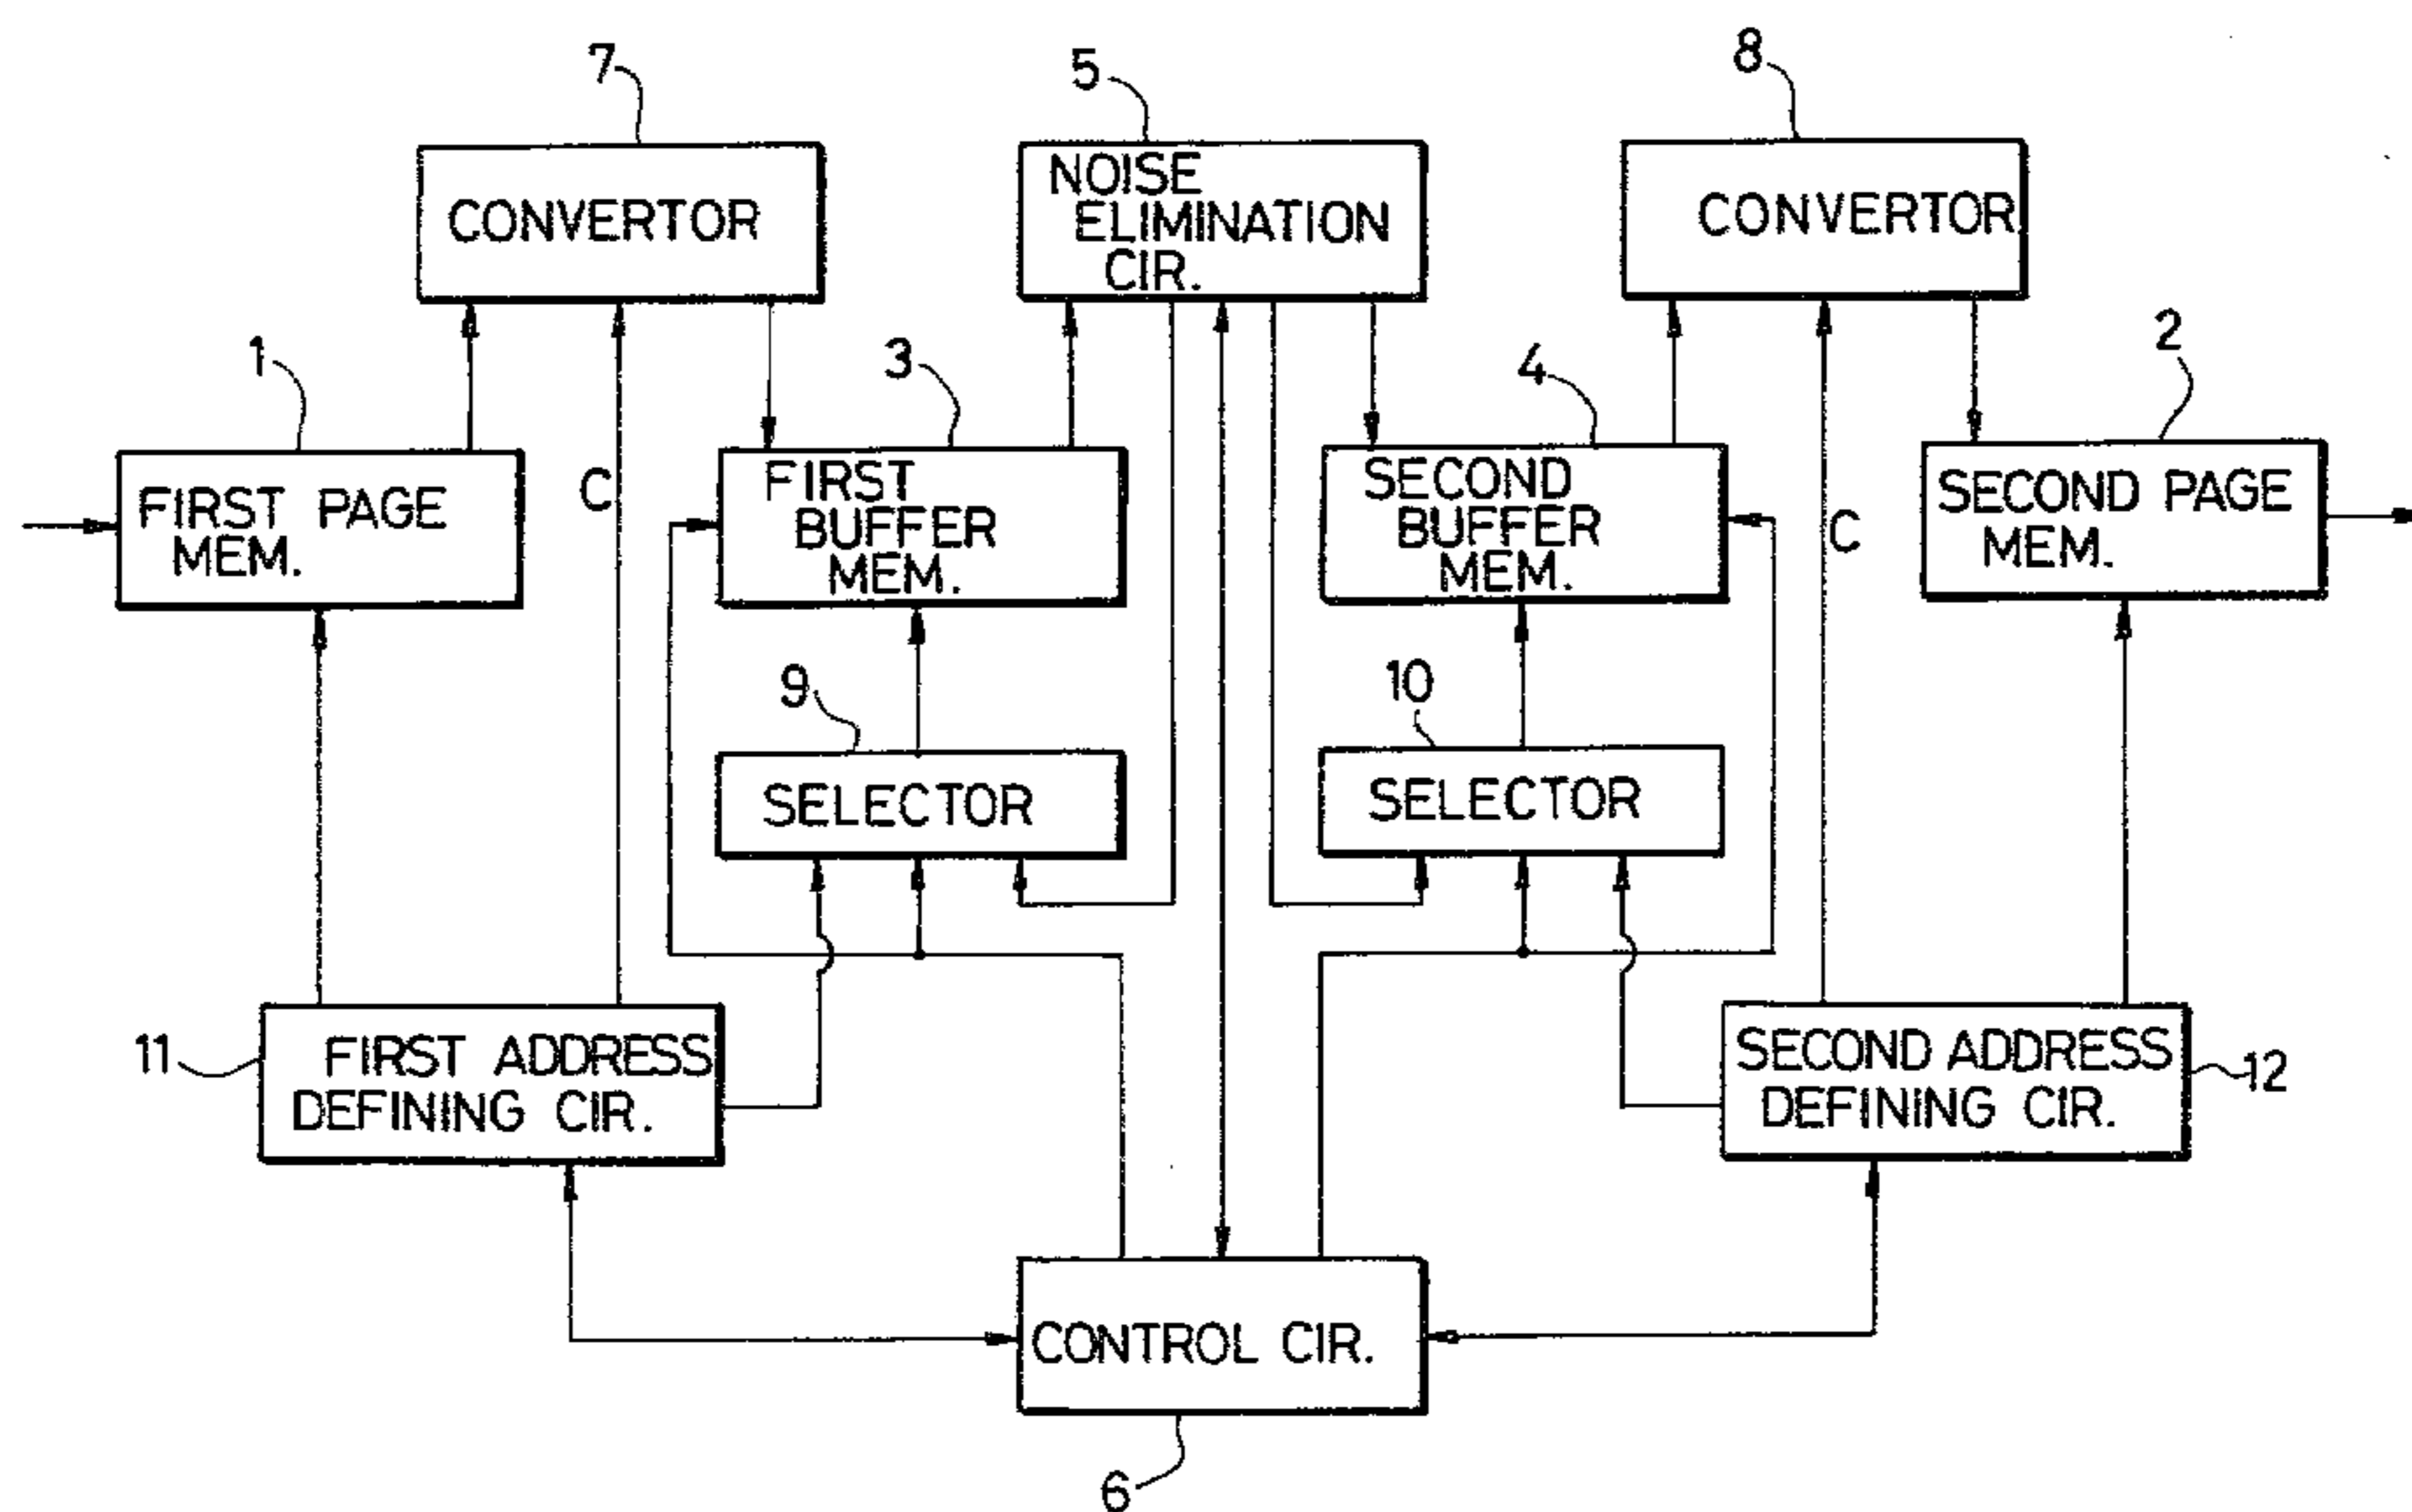 7
5
8
CONVERTOR
NOISE
ELIMINATION
CIR.
CONVERTOR
1
3
4
2
FIRST PAGE
MEM.
C
FIRST
BUFFER
MEM.
SECOND
BUFFER
MEM.
C
SECOND PAGE
MEM.
9
10
SELECTOR
SELECTOR
11
FIRST ADDRESS
DEFINING CIR.
SECOND ADDRESS
DEFINING CIR.
12
CONTROL CIR.
6